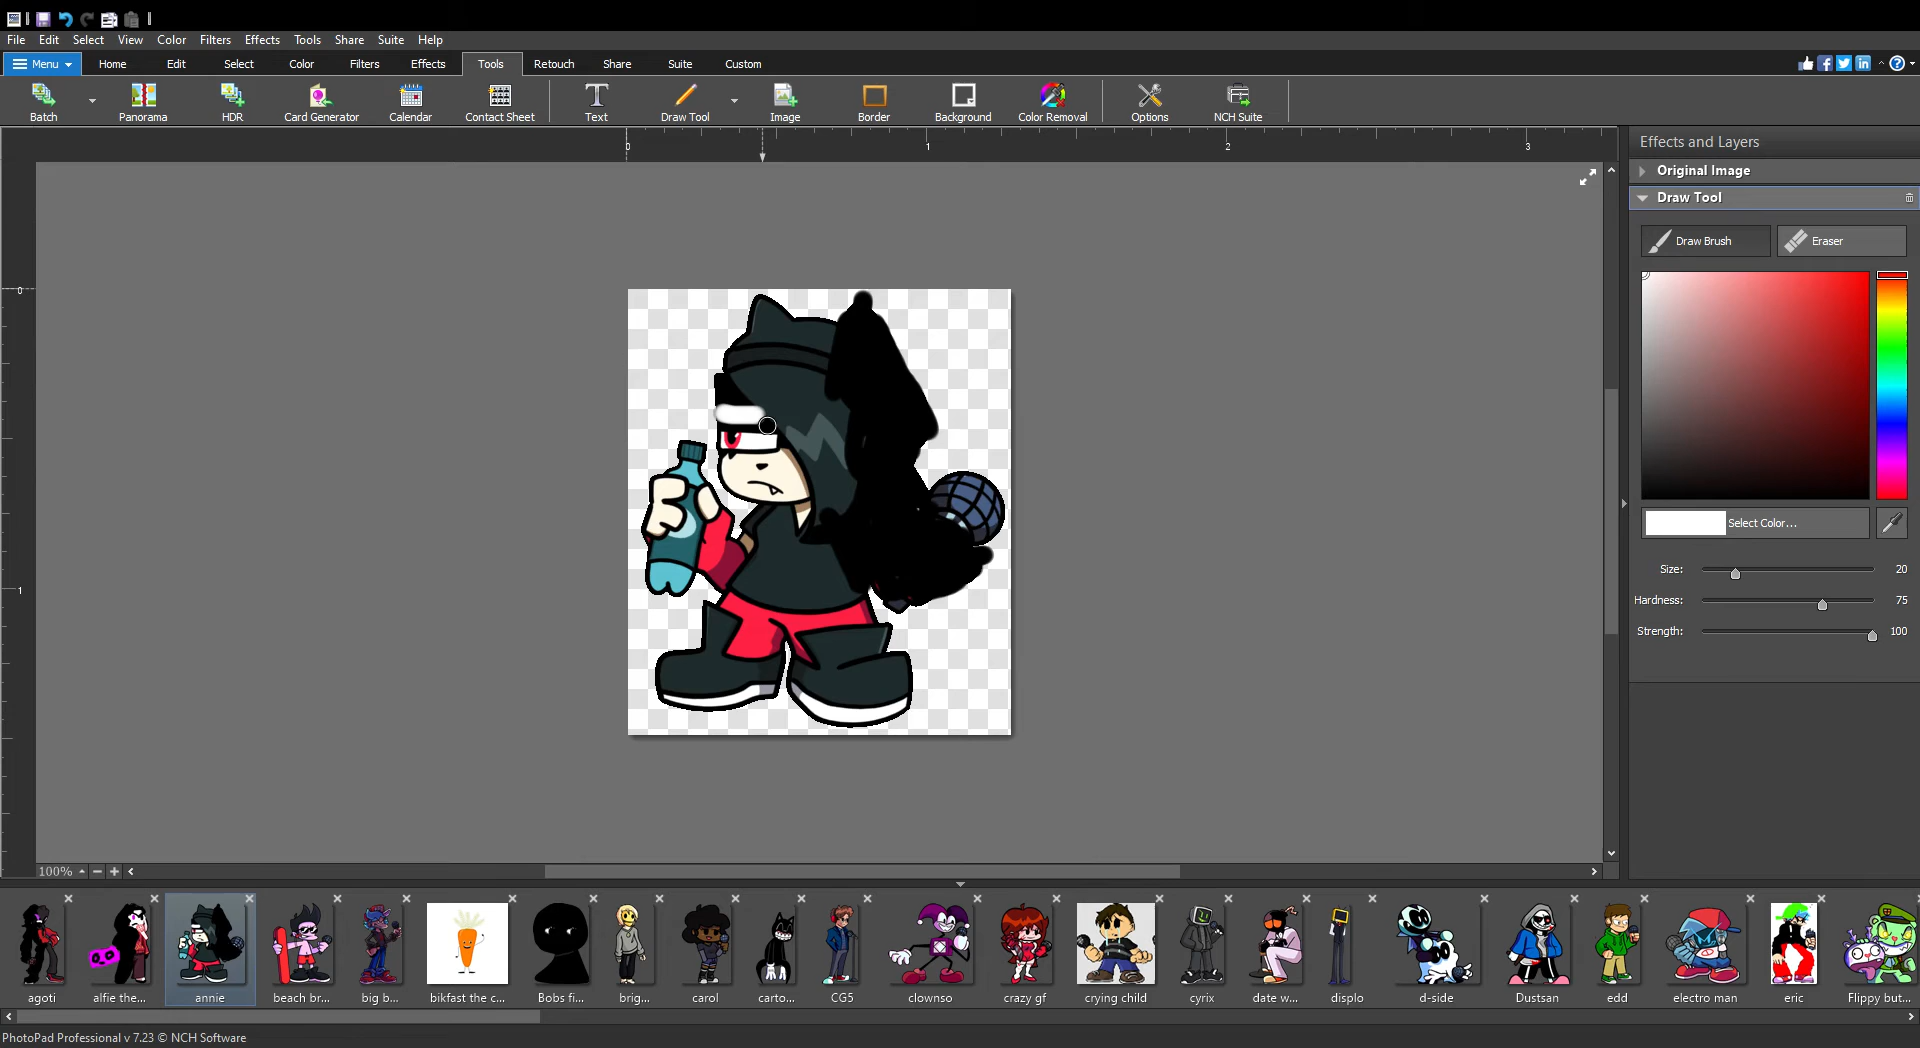 File Edit Select View Color Filters Effects Tools Share Suite Help
Menu Home Edit Select Color Filters Effects Tools Retouch Share Suite Custom
Batch Panorama HDR Card Generator Calendar Contact Sheet Text Draw Tool Image Border Background Color Removal Options NCH Suite
0 1 2 3
Effects and Layers
Original Image
Draw Tool
Draw Brush Eraser
0
Select Color...
Size: 20
1
Hardness: 75
Strength: 100
100%
agoti alfie the... annie beach br... big b... bikfast the c... Bobs fi... brig... carol carto... CG5 clownso crazy gf crying child cyrix date w... displo d-side Dustsan edd electro man eric Flippy but...
PhotoPad Professional v 7.23 © NCH Software